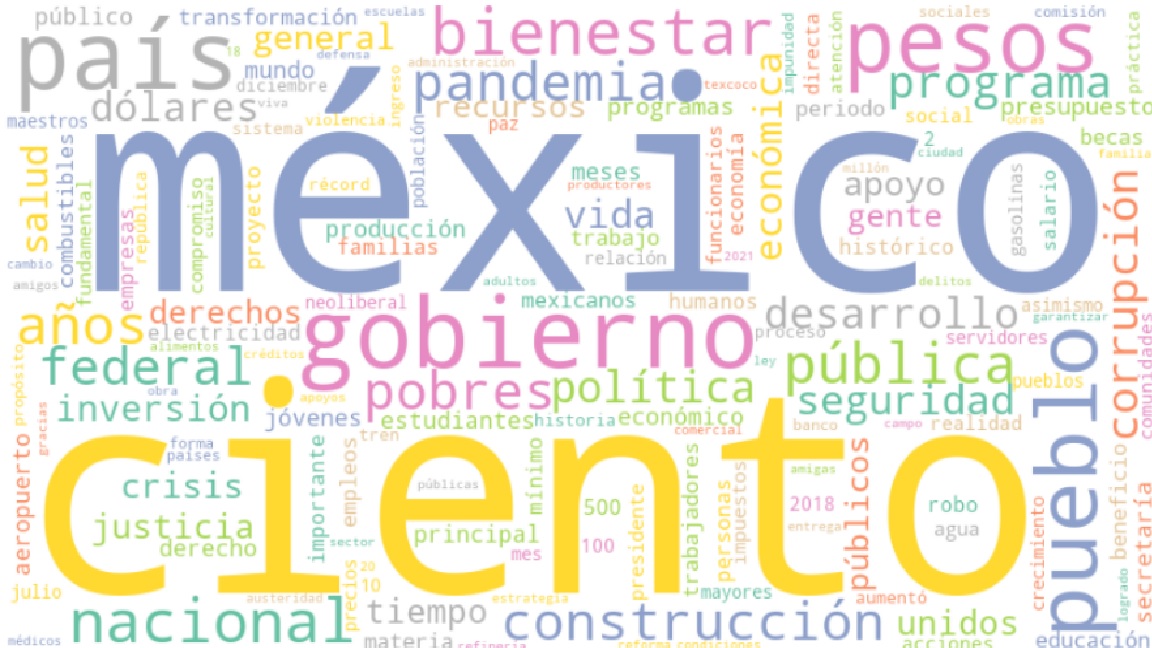 público
transformación
escuelas
bienestar
pesos
sociales
comisión
país
18
general
defensa
administración
impunidad
directa
atención
práctica
mundo
diciembre
ingreso
pandemia
texcoco
económica
programa
dólares
viva
recursos
programas
periodo
presupuesto
maestros
sistema
violencia
paz
social
obras
méxico
población
2
becas
ciudad
familia
salud
combustibles
fundamental
empresas
república
compromiso
cultural
proyecto
récord
meses
productores
funcionarios
economía
millón
apoyo
gasolinas
salario
corrupción
producción
familias
vida
trabajo
relación
gente
histórico
2021
cambio
amigos
adultos
delitos
años
derechos
neoliberal
mexicanos
humanos
desarrollo
asimismo
garantizar
electricidad
gobierno
proceso
servidores
comunidades
alimentos
créditos
ley
pública
federal
propósito
obra
apoyos
pobres
política
pueblos
pueblo
inversión
jóvenes
estudiantes
historia
económico
seguridad
gracias
tren
comercial
banco
campo
realidad
ciento
aeropuerto
forma
países
importante
empleos
públicas
mínimo
trabajadores
personas
impuestos
amigas
públicos
beneficio
secretaría
crisis
500
2018
robo
justicia
derecho
sector
principal
mes
100
presidente
entrega
agua
crecimiento
logrado
julio
precios
20
10
austeridad
estrategia
mayores
aumentó
nacional
tiempo
construcción
unidos
médicos
materia
refinería
reforma
condiciones
acciones
educación